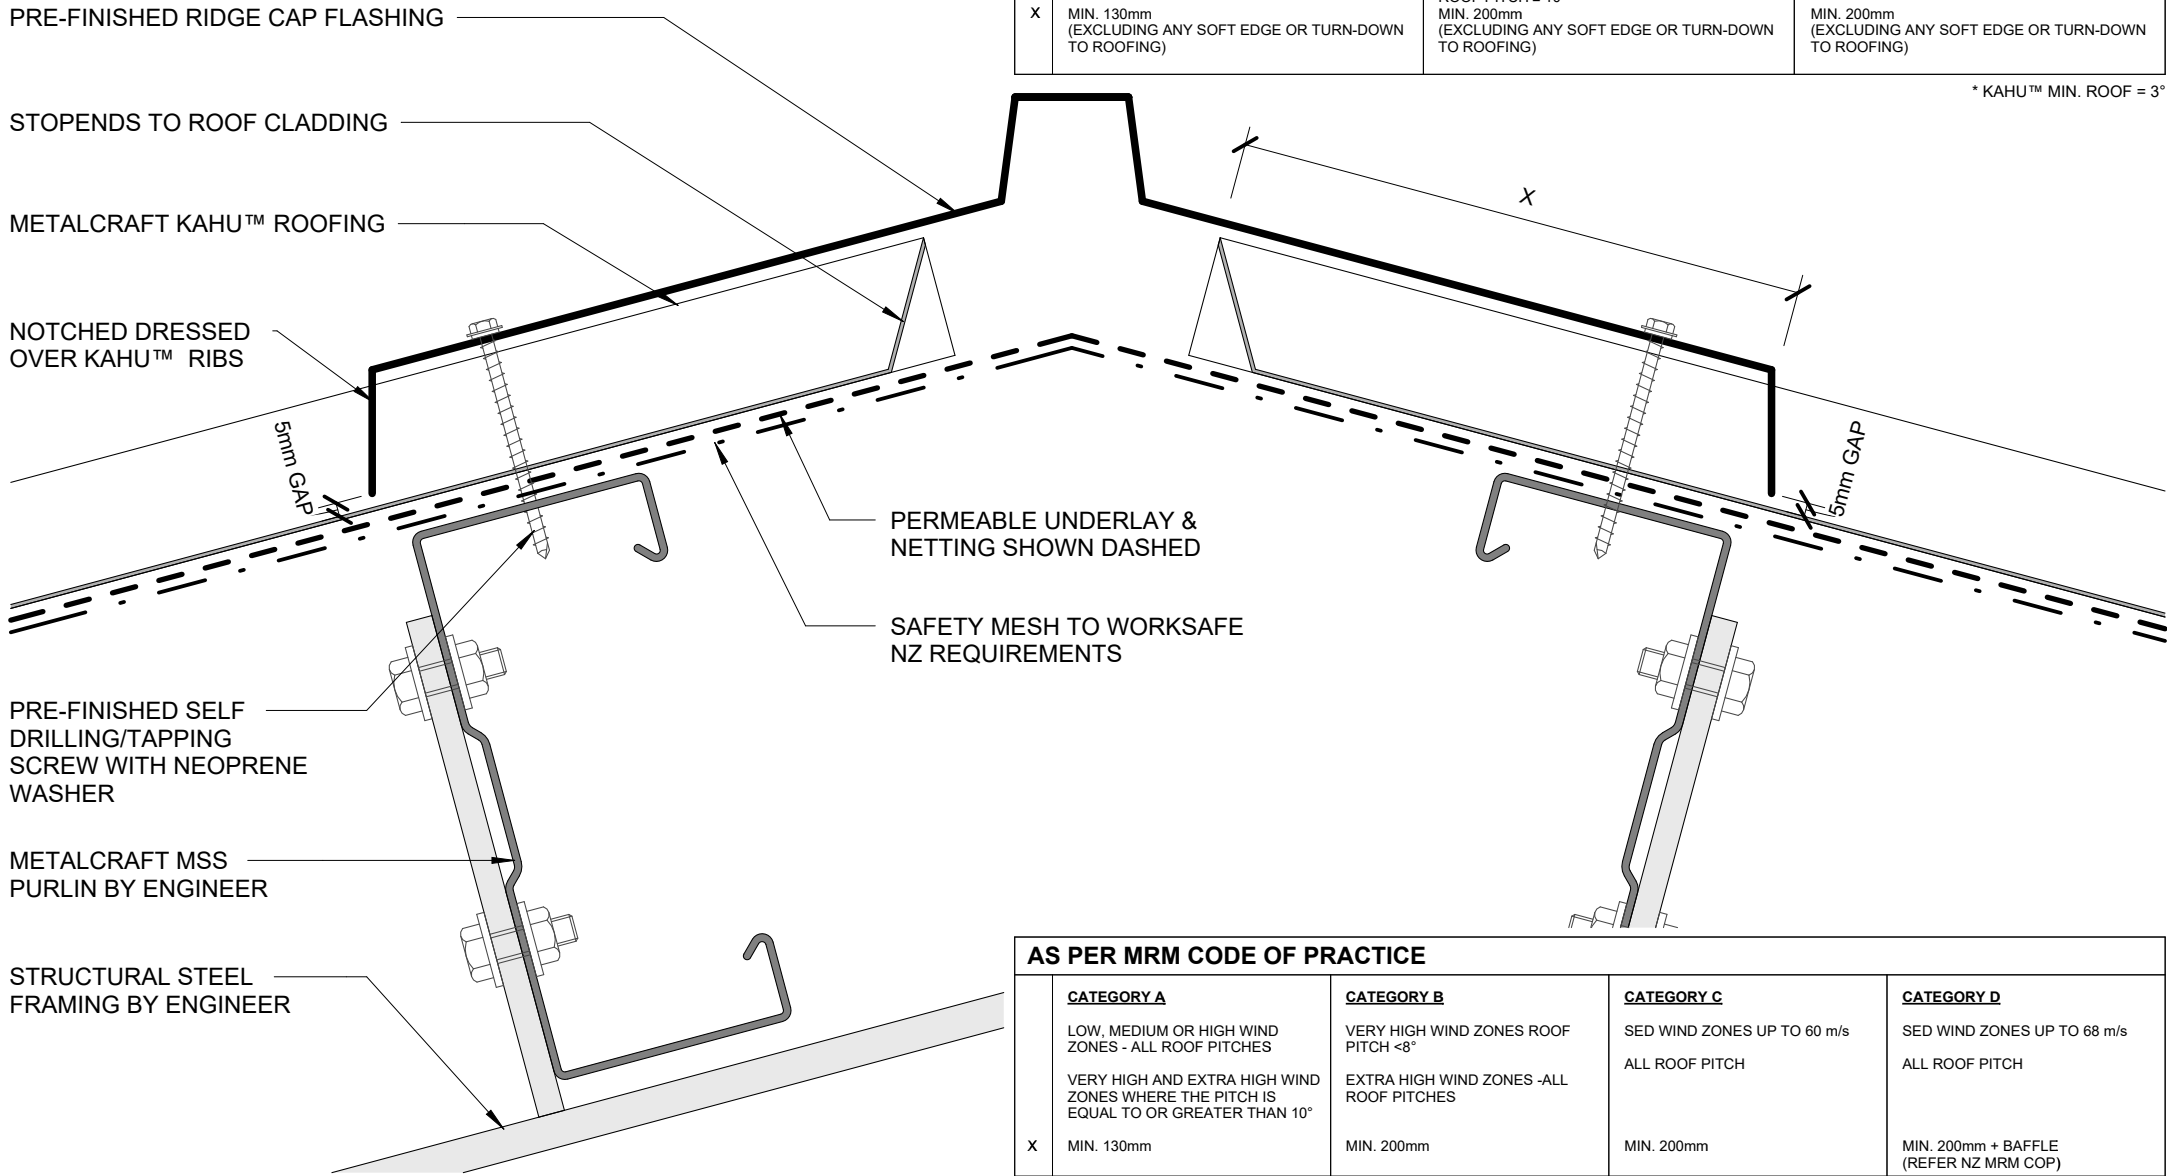 PRE-FINISHED RIDGE CAP FLASHING
STOPENDS TO ROOF CLADDING
METALCRAFT KAHU™ ROOFING
NOTCHED DRESSED
OVER KAHU™ RIBS
5mm GAP
PRE-FINISHED SELF
DRILLING/TAPPING
SCREW WITH NEOPRENE
WASHER
METALCRAFT MSS
PURLIN BY ENGINEER
STRUCTURAL STEEL
FRAMING BY ENGINEER
PERMEABLE UNDERLAY &
NETTING SHOWN DASHED
SAFETY MESH TO WORKSAFE
NZ REQUIREMENTS
X
5mm GAP
X
MIN. 130mm
(EXCLUDING ANY SOFT EDGE OR TURN-DOWN
TO ROOFING)
MIN. 200mm
(EXCLUDING ANY SOFT EDGE OR TURN-DOWN
TO ROOFING)
MIN. 200mm
(EXCLUDING ANY SOFT EDGE OR TURN-DOWN
TO ROOFING)
* KAHU™ MIN. ROOF = 3°
AS PER MRM CODE OF PRACTICE
CATEGORY A
LOW, MEDIUM OR HIGH WIND
ZONES - ALL ROOF PITCHES
VERY HIGH AND EXTRA HIGH WIND
ZONES WHERE THE PITCH IS
EQUAL TO OR GREATER THAN 10°
X
MIN. 130mm
CATEGORY B
VERY HIGH WIND ZONES ROOF
PITCH <8°
EXTRA HIGH WIND ZONES -ALL
ROOF PITCHES
MIN. 200mm
CATEGORY C
SED WIND ZONES UP TO 60 m/s
ALL ROOF PITCH
MIN. 200mm
CATEGORY D
SED WIND ZONES UP TO 68 m/s
ALL ROOF PITCH
MIN. 200mm + BAFFLE
(REFER NZ MRM COP)